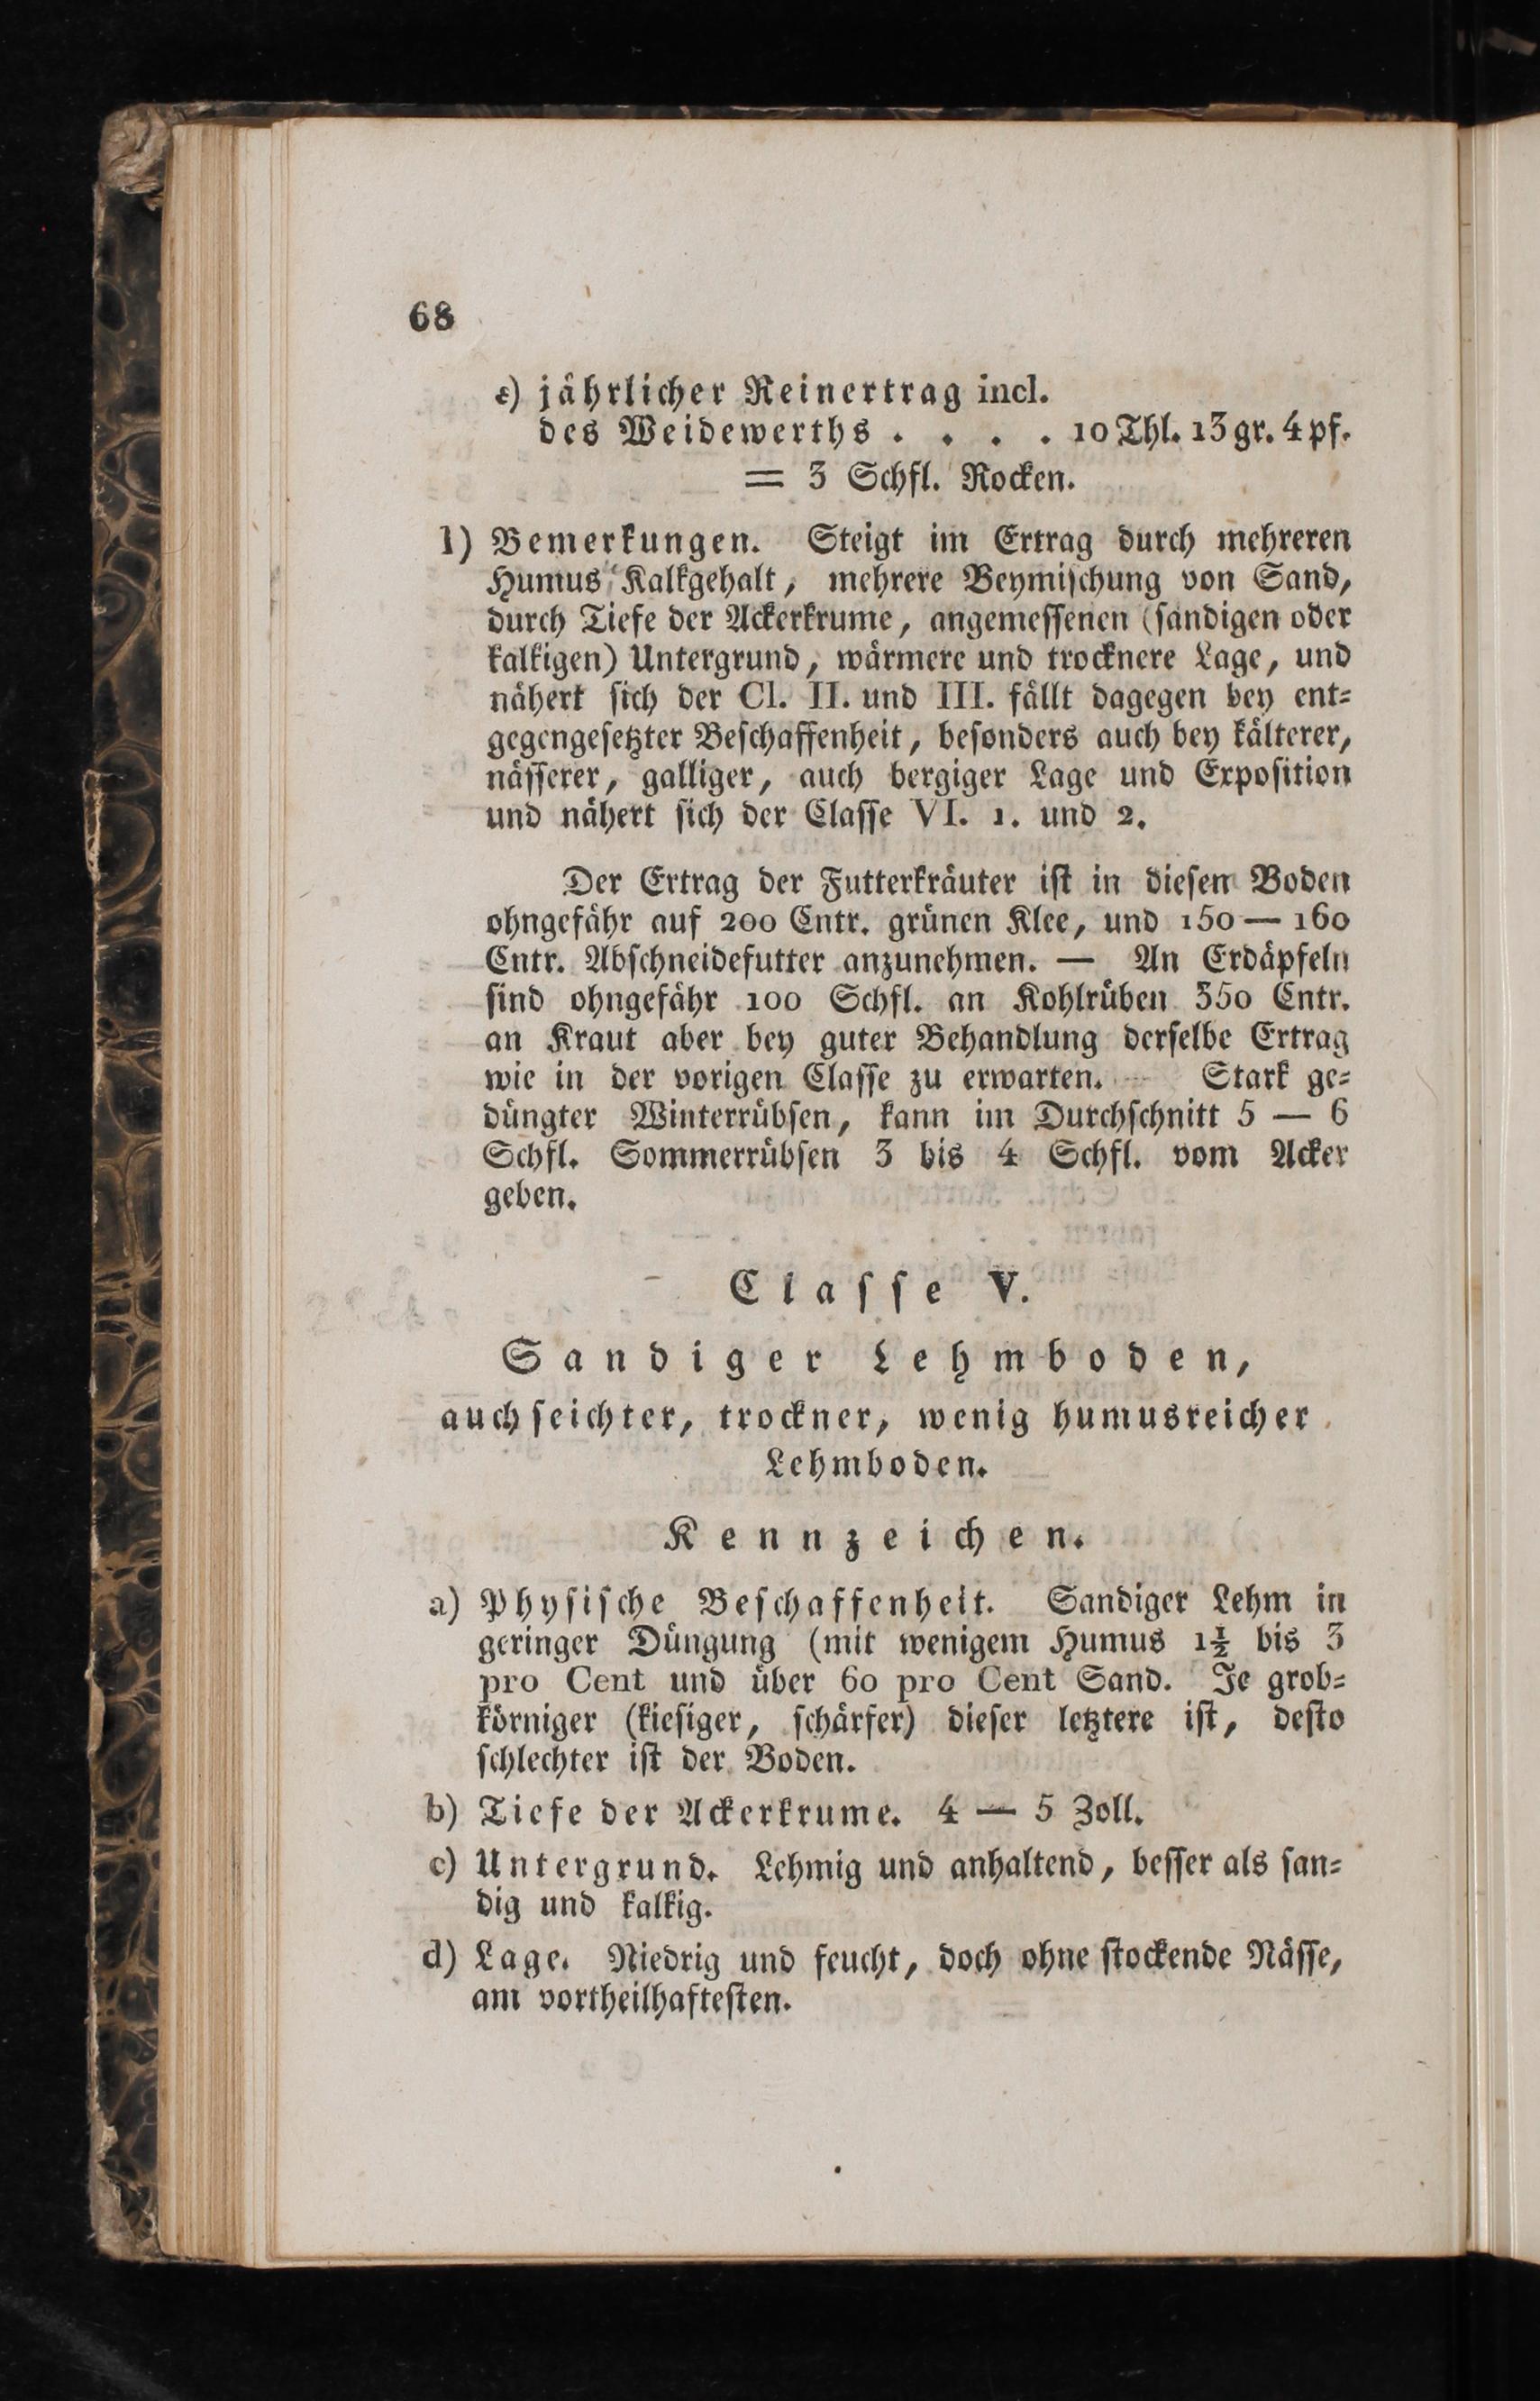 68
ε) jährlicher Reinertrag incl.
des Weidewerths . . . . 10 Thl. 13 gr. 4 pf.
= 3 Schfl. Rocken.
l) Bemerkungen. Steigt im Ertrag durch mehreren
Humus Kalkgehalt, mehrere Beymischung von Sand,
durch Tiefe der Ackerkrume, angemessenen (sandigen oder
kalkigen) Untergrund, wärmere und trocknere Lage, und
nähert sich der Cl. II. und III. fällt dagegen bey ent-
gegengesetzter Beschaffenheit, besonders auch bey kälterer,
nässerer, galliger, auch bergiger Lage und Exposition
und nähert sich der Classe VI. 1. und 2.
Der Ertrag der Futterkräuter ist in diesem Boden
ohngefähr auf 200 Cntr. grünen Klee, und 150 — 160
Cntr. Abschneidefutter anzunehmen. — An Erdäpfeln
sind ohngefähr 100 Schfl. an Kohlrüben 350 Cntr.
an Kraut aber bey guter Behandlung derselbe Ertrag
wie in der vorigen Classe zu erwarten. Stark ge-
düngter Winterrübsen, kann im Durchschnitt 5 — 6
Schfl. Sommerrübsen 3 bis 4 Schfl. vom Acker
geben.
Classe V.
Sandiger Lehmboden,
auch seichter, trockner, wenig humusreicher
Lehmboden.
Kennzeichen.
a) Physische Beschaffenheit. Sandiger Lehm in
geringer Düngung (mit wenigem Humus 1½ bis 3
pro Cent und über 60 pro Cent Sand. Je grob-
körniger (kiesiger, schärfer) dieser letztere ist, desto
schlechter ist der Boden.
b) Tiefe der Ackerkrume. 4 — 5 Zoll.
c) Untergrund. Lehmig und anhaltend, besser als san-
dig und kalkig.
d) Lage. Niedrig und feucht, doch ohne stockende Nässe,
am vortheilhaftesten.